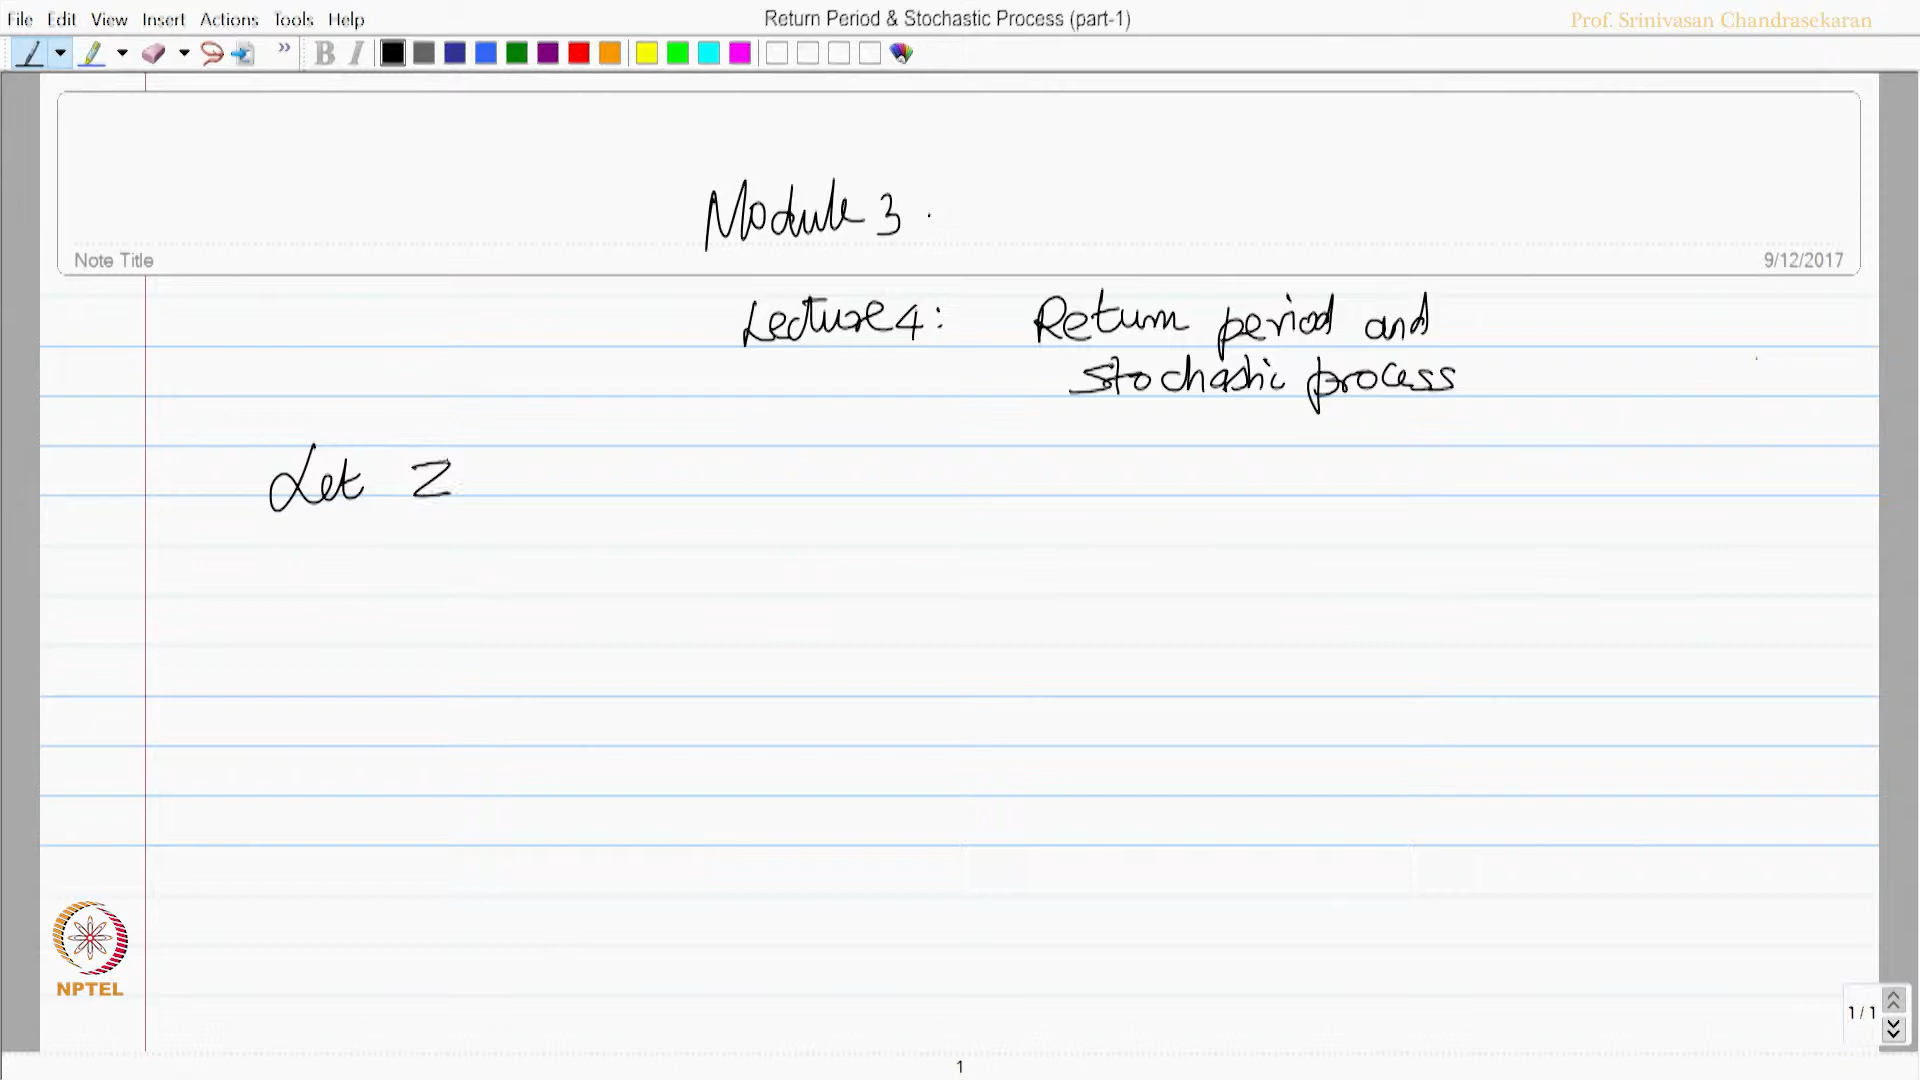 File Edit View Insert Actions Tools Help
Return Period & Stochastic Process (part-1)
Prof. Srinivasan Chandrasekaran
B I
Module 3.
Note Title
9/12/2017
Lecture 4: Return period and
stochastic process
Let Z
NPTEL
1 / 1
1